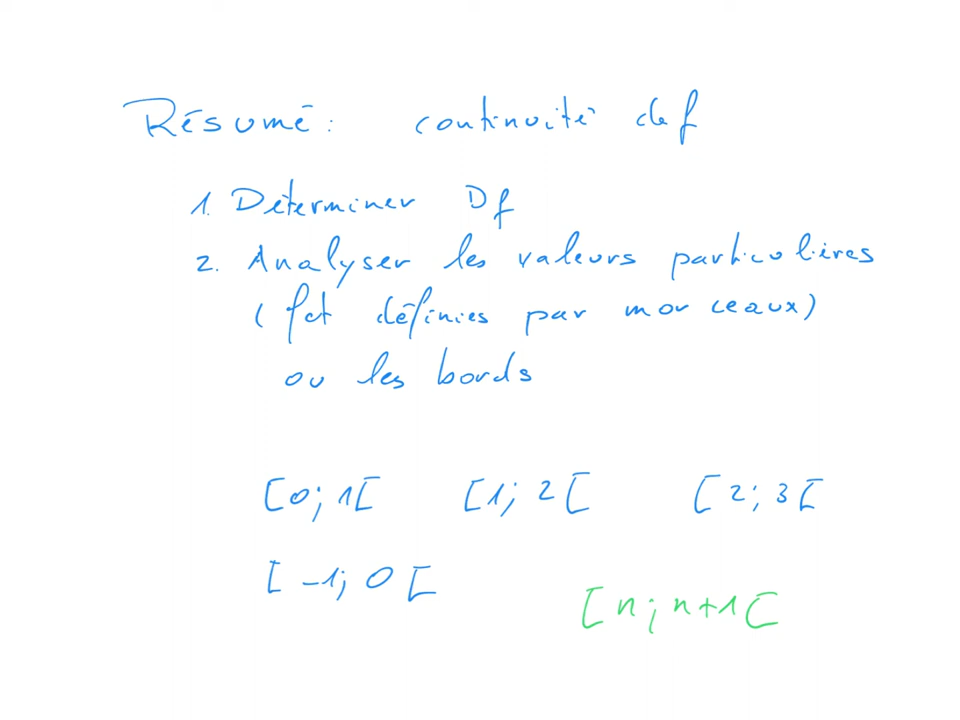 Résumé: continuité de f
1. Déterminer Df
2. Analyser les valeurs particulières
(fct définies par morceaux)
ou les bords
[0; 1[ [1; 2[ [2; 3[
[-1; 0[
[n; n+1[